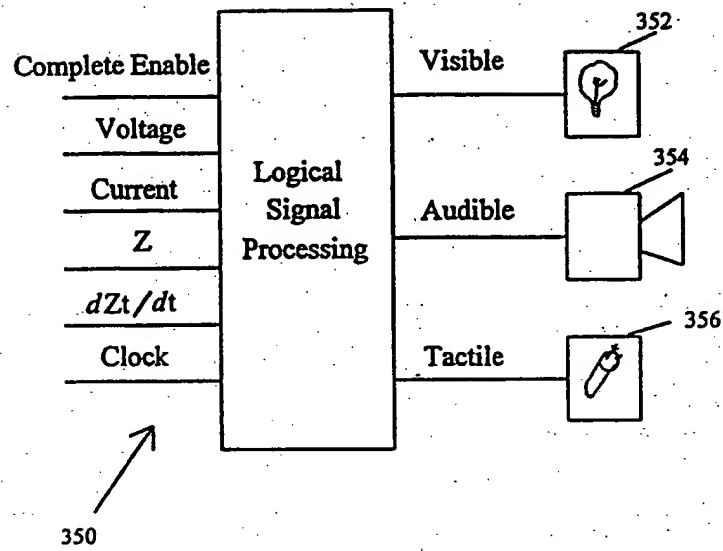 Complete Enable
Voltage
Current
Z
dZt/dt
Clock
350
Logical
Signal
Processing
Visible
352
Audible
354
Tactile
356